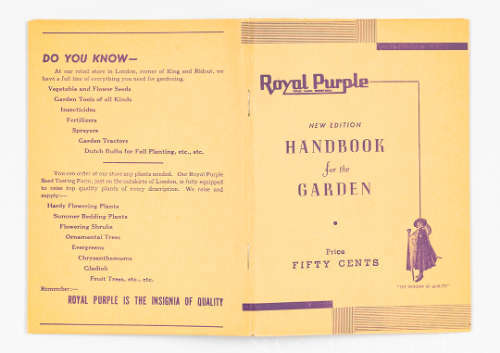 DO YOU KNOW—
At our retail store in London, corner of King and Ridout, we
have a full line of everything you need for gardening.
Vegetable and Flower Seeds
Garden Tools of all Kinds
Insecticides
Fertilizers
Sprayers
Garden Tractors
Dutch Bulbs for Fall Planting, etc., etc.
You can order at our store any plants needed. Our Royal Purple
Seed Testing Farm, just on the outskirts of London, is fully equipped
to raise top quality plants of every description. We raise and
supply—
Hardy Flowering Plants
Summer Bedding Plants
Flowering Shrubs
Ornamental Trees
Evergreens
Chrysanthemums
Gladioli
Fruit Trees, etc., etc.
Remember:—
ROYAL PURPLE IS THE INSIGNIA OF QUALITY
Royal Purple
NEW EDITION
HANDBOOK
for the
GARDEN
Price
FIFTY CENTS
"THE INSIGNIA OF QUALITY"